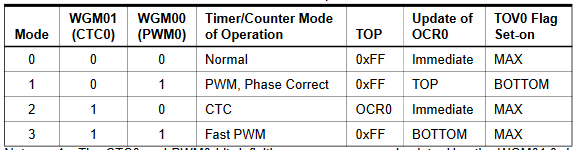 Mode WGM01 (CTC0) WGM00 (PWM0) Timer/Counter Mode of Operation TOP Update of OCR0 TOV0 Flag Set-on
0 0 0 Normal 0xFF Immediate MAX
1 0 1 PWM, Phase Correct 0xFF TOP BOTTOM
2 1 0 CTC OCR0 Immediate MAX
3 1 1 Fast PWM 0xFF BOTTOM MAX